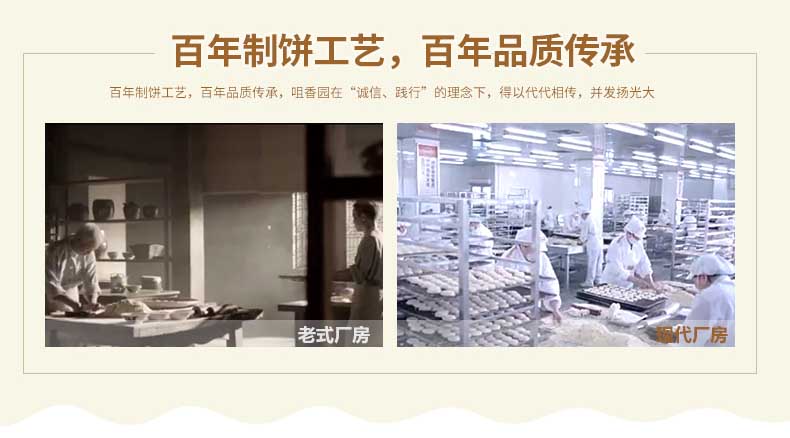 百年制饼工艺，百年品质传承
百年制饼工艺，百年品质传承，咀香园在“诚信、践行”的理念下，得以代代相传，并发扬光大
老式厂房
现代厂房